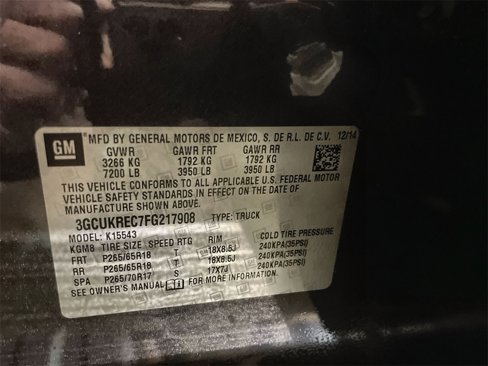 GM
MFD BY GENERAL MOTORS DE MEXICO, S. DE R.L. DE C.V. 12/14
GVWR GAWR FRT GAWR RR
3266 KG 1792 KG 1792 KG
7200 LB 3950 LB 3950 LB
THIS VEHICLE CONFORMS TO ALL APPLICABLE U.S. FEDERAL MOTOR
VEHICLE SAFETY STANDARDS IN EFFECT ON THE DATE OF
MANUFACTURE SHOWN ABOVE.
3GCUKREC7FG217908 TYPE: TRUCK
MODEL: K15543
KGM8 TIRE SIZE SPEED RTG RIM COLD TIRE PRESSURE
FRT P265/65R18 T 18X8.5J 240KPA(35PSI)
RR P265/65R18 T 18X8.5J 240KPA(35PSI)
SPA P265/70R17 S 17X7J 240KPA(35PSI)
SEE OWNER'S MANUAL FOR MORE INFORMATION.